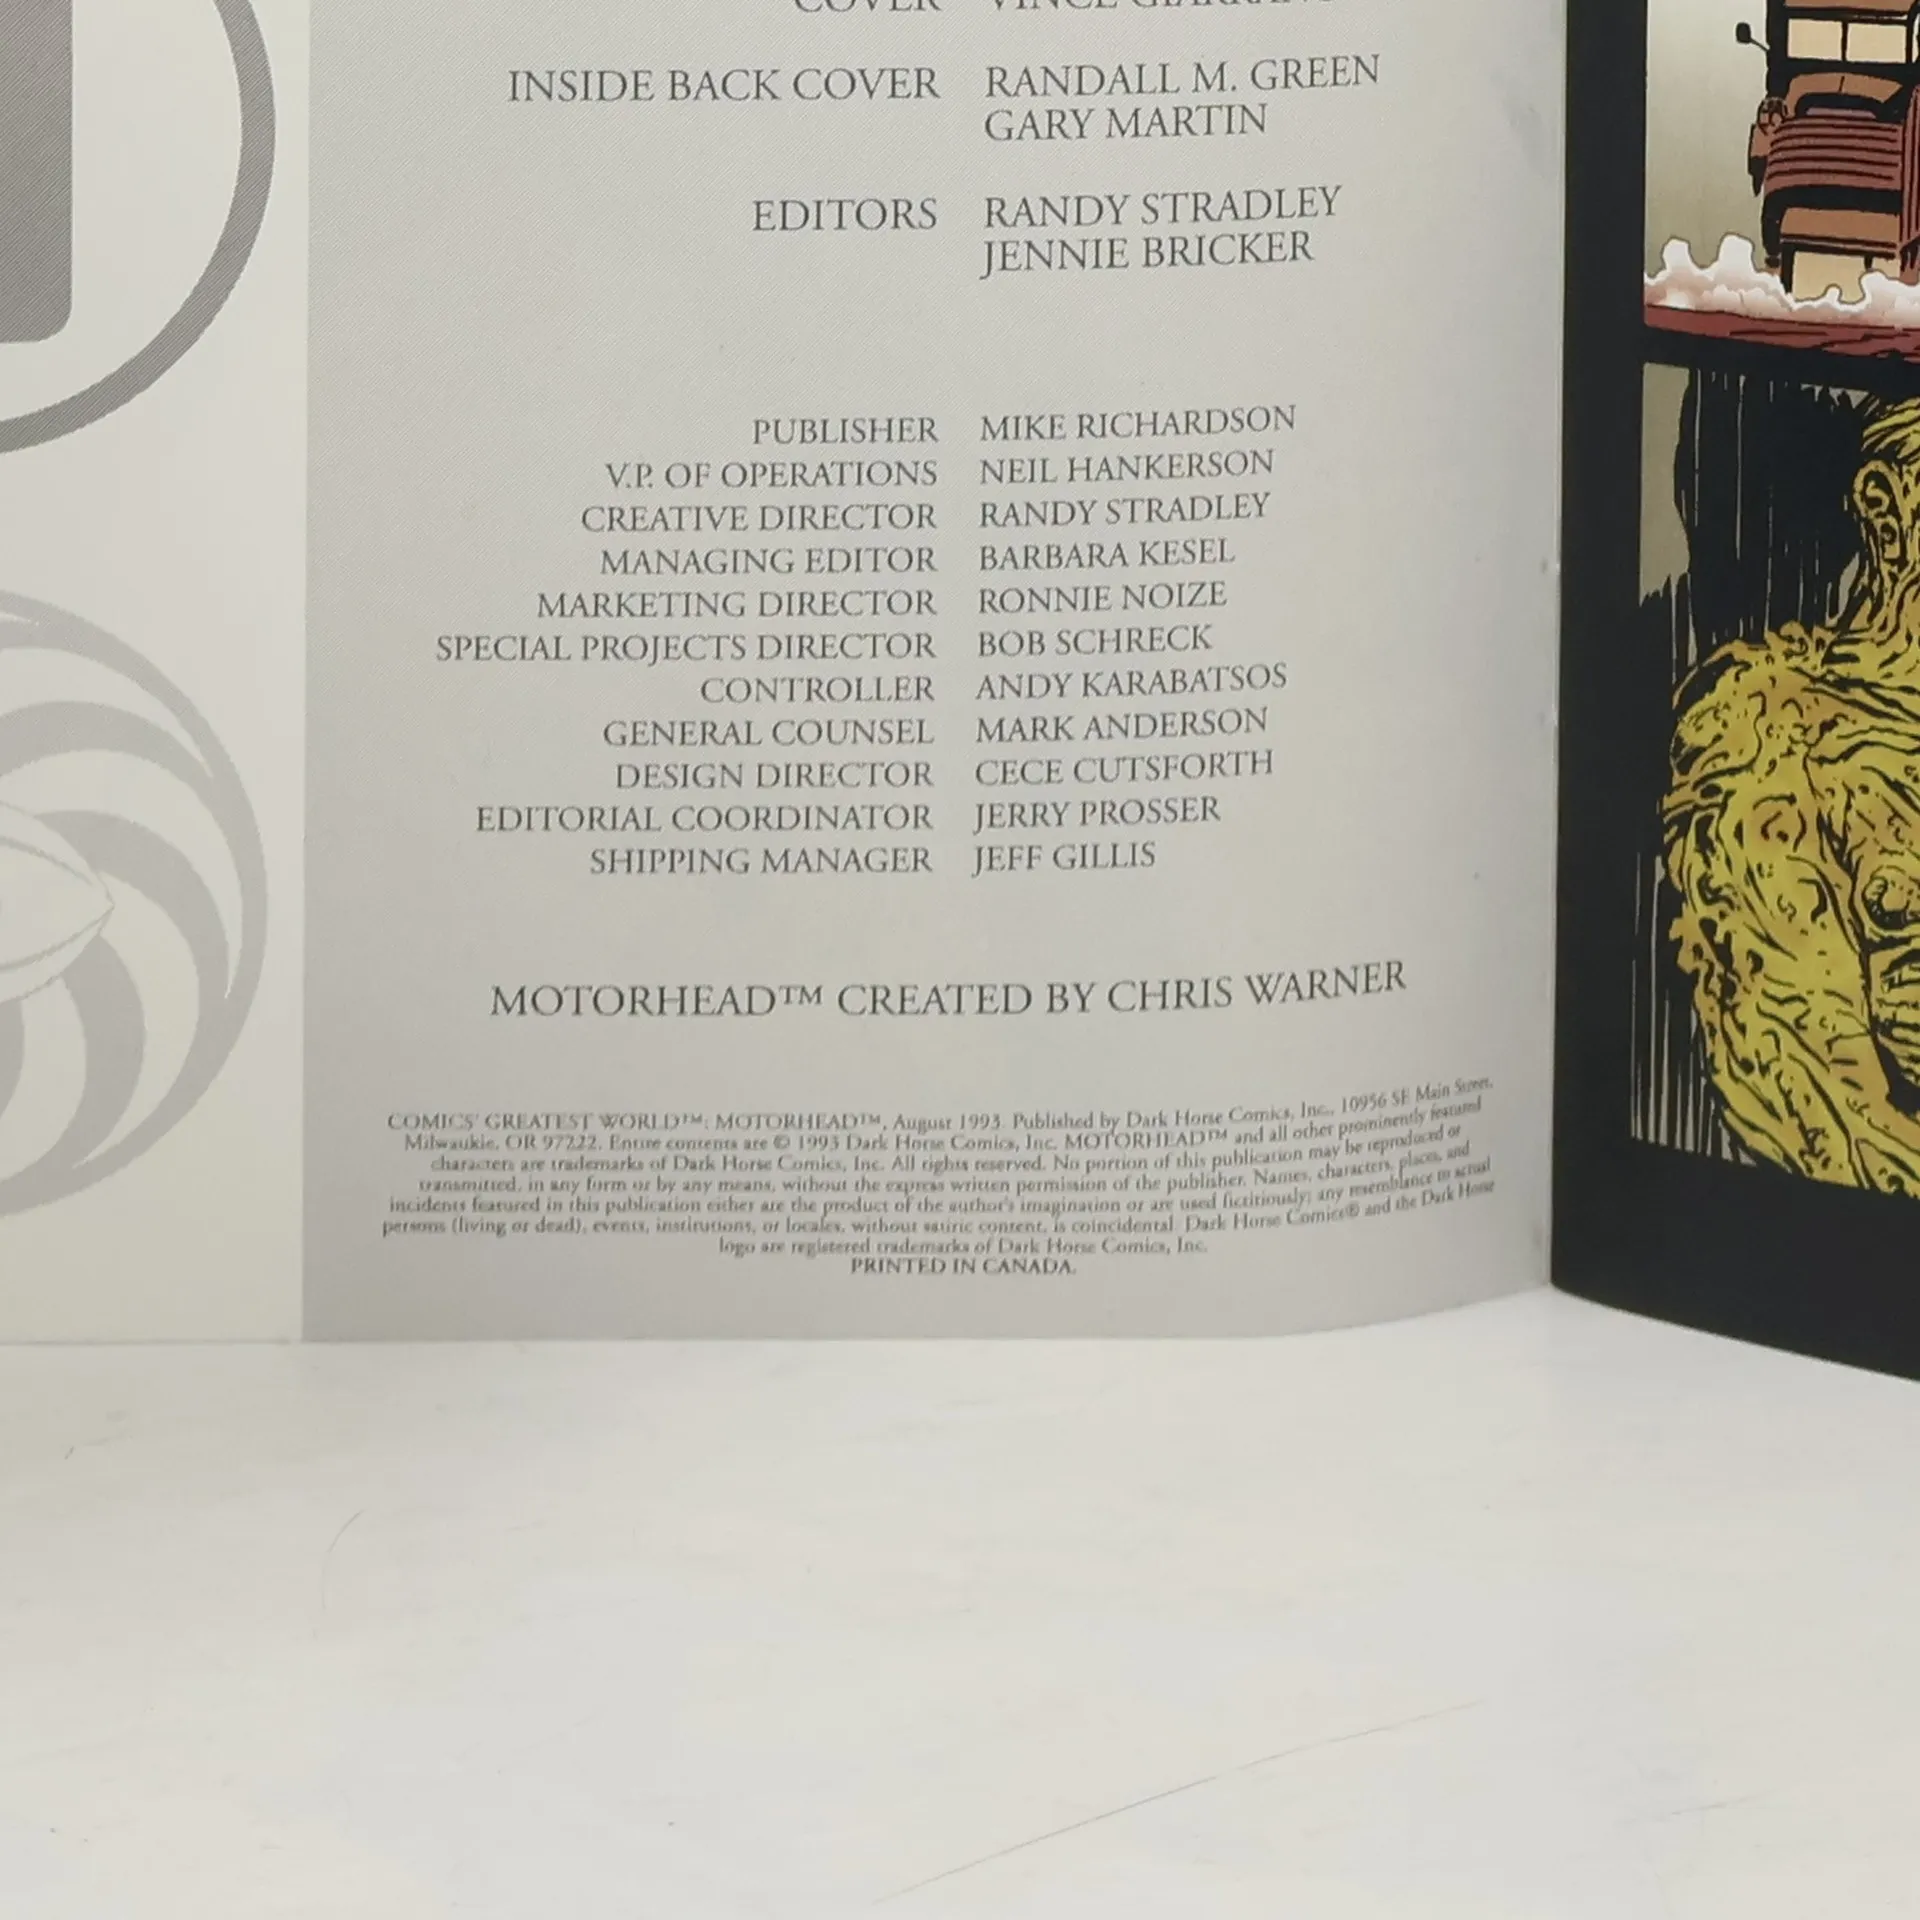 COVER VINCE GIARRANO
INSIDE BACK COVER RANDALL M. GREEN
GARY MARTIN
EDITORS RANDY STRADLEY
JENNIE BRICKER
PUBLISHER MIKE RICHARDSON
V.P. OF OPERATIONS NEIL HANKERSON
CREATIVE DIRECTOR RANDY STRADLEY
MANAGING EDITOR BARBARA KESEL
MARKETING DIRECTOR RONNIE NOIZE
SPECIAL PROJECTS DIRECTOR BOB SCHRECK
CONTROLLER ANDY KARABATSOS
GENERAL COUNSEL MARK ANDERSON
DESIGN DIRECTOR CECE CUTSFORTH
EDITORIAL COORDINATOR JERRY PROSSER
SHIPPING MANAGER JEFF GILLIS
MOTORHEAD™ CREATED BY CHRIS WARNER
COMICS' GREATEST WORLD™: MOTORHEAD™, August 1993. Published by Dark Horse Comics, Inc., 10956 SE Main Street,
Milwaukie, OR 97222. Entire contents are © 1993 Dark Horse Comics, Inc. MOTORHEAD™ and all other prominently featured
characters are trademarks of Dark Horse Comics, Inc. All rights reserved. No portion of this publication may be reproduced or
transmitted, in any form or by any means, without the express written permission of the publisher. Names, characters, places, and
incidents featured in this publication either are the product of the author's imagination or are used fictitiously; any resemblance to actual
persons (living or dead), events, institutions, or locales, without satiric content, is coincidental. Dark Horse Comics® and the Dark Horse
logo are registered trademarks of Dark Horse Comics, Inc.
PRINTED IN CANADA.